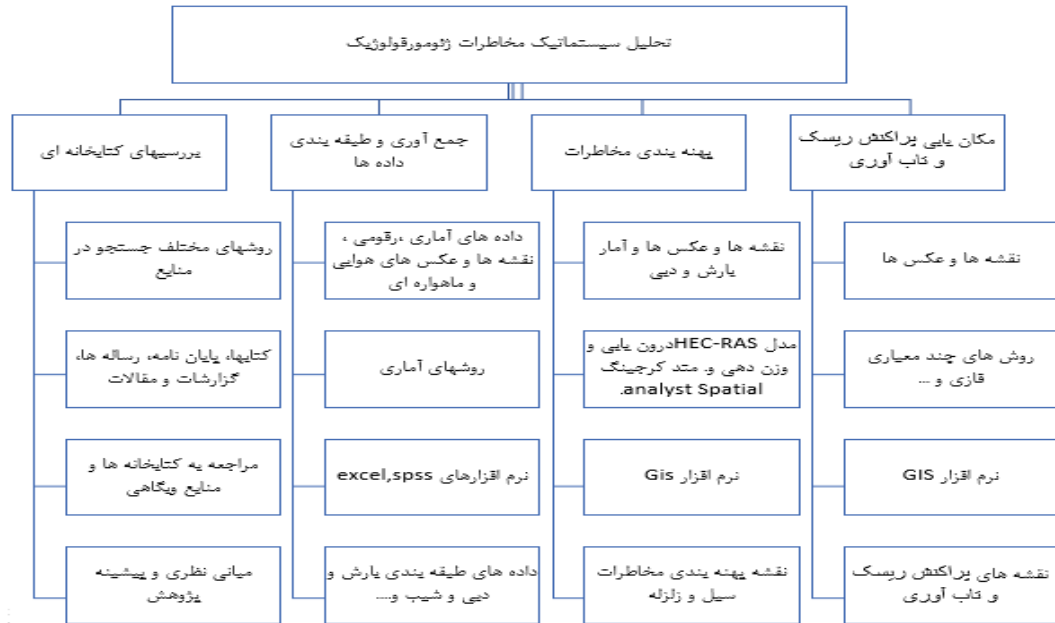 تحلیل سیستماتیک مخاطرات ژئومورفولوژیک
مکان یابی پراکنش ریسک
و تاب آوری
نقشه ها و عکس ها
روش های چند معیاری
فازی و ...
نرم افزار GIS
نقشه های پراکنش ریسک
و تاب آوری
پهنه بندی مخاطرات
نقشه ها و عکس ها و آمار
بارش و دبی
مدل HEC-RASدرون یابی و
وزن دهی و. متد کرجینگ
analyst Spatial.
نرم افزار Gis
نقشه پهنه بندی مخاطرات
سیل و زلزله
جمع آوری و طبقه بندی
داده ها
داده های آماری ،رقومی ،
نقشه ها و عکس های هوایی
و ماهواره ای
روشهای آماری
نرم افزارهای excel,spss
داده های طبقه بندی بارش و
دبی و شیب و....
بررسیهای کتابخانه ای
روشهای مختلف جستجو در
منابع
کتابها، پایان نامه، رساله ها،
گزارشات و مقالات
مراجعه به کتابخانه ها و
منابع وبگاهی
مبانی نظری و پیشینه
پژوهش